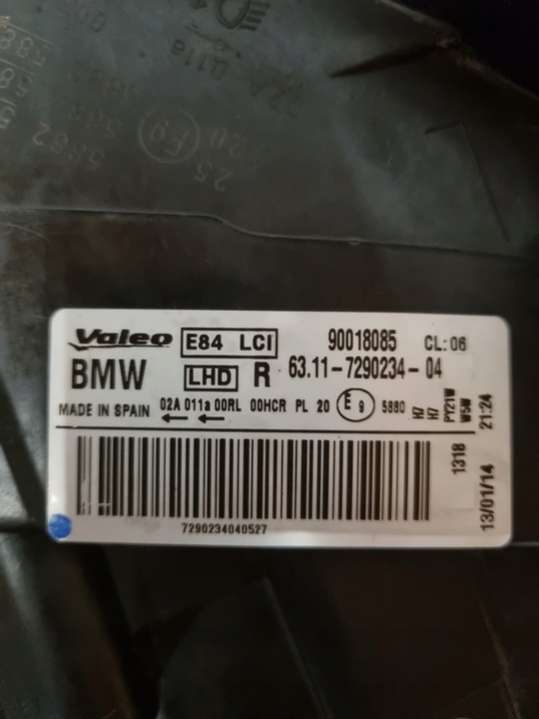 Valeo E84 LCI 90018085 CL: 06
BMW LHD R 63.11-7290234-04
MADE IN SPAIN 02A 011a 00RL 00HCR PL 20 E 9 5880
H7
H7
PY21W
W5W
21:24
1318
13/01/14
7290234040527